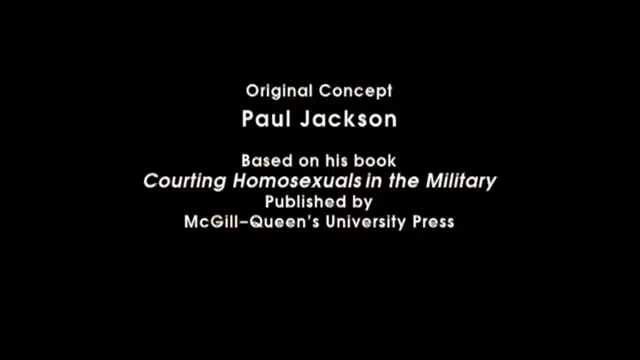 Original Concept
Paul Jackson
Based on his book
Courting Homosexuals in the Military
Published by
McGill–Queen's University Press